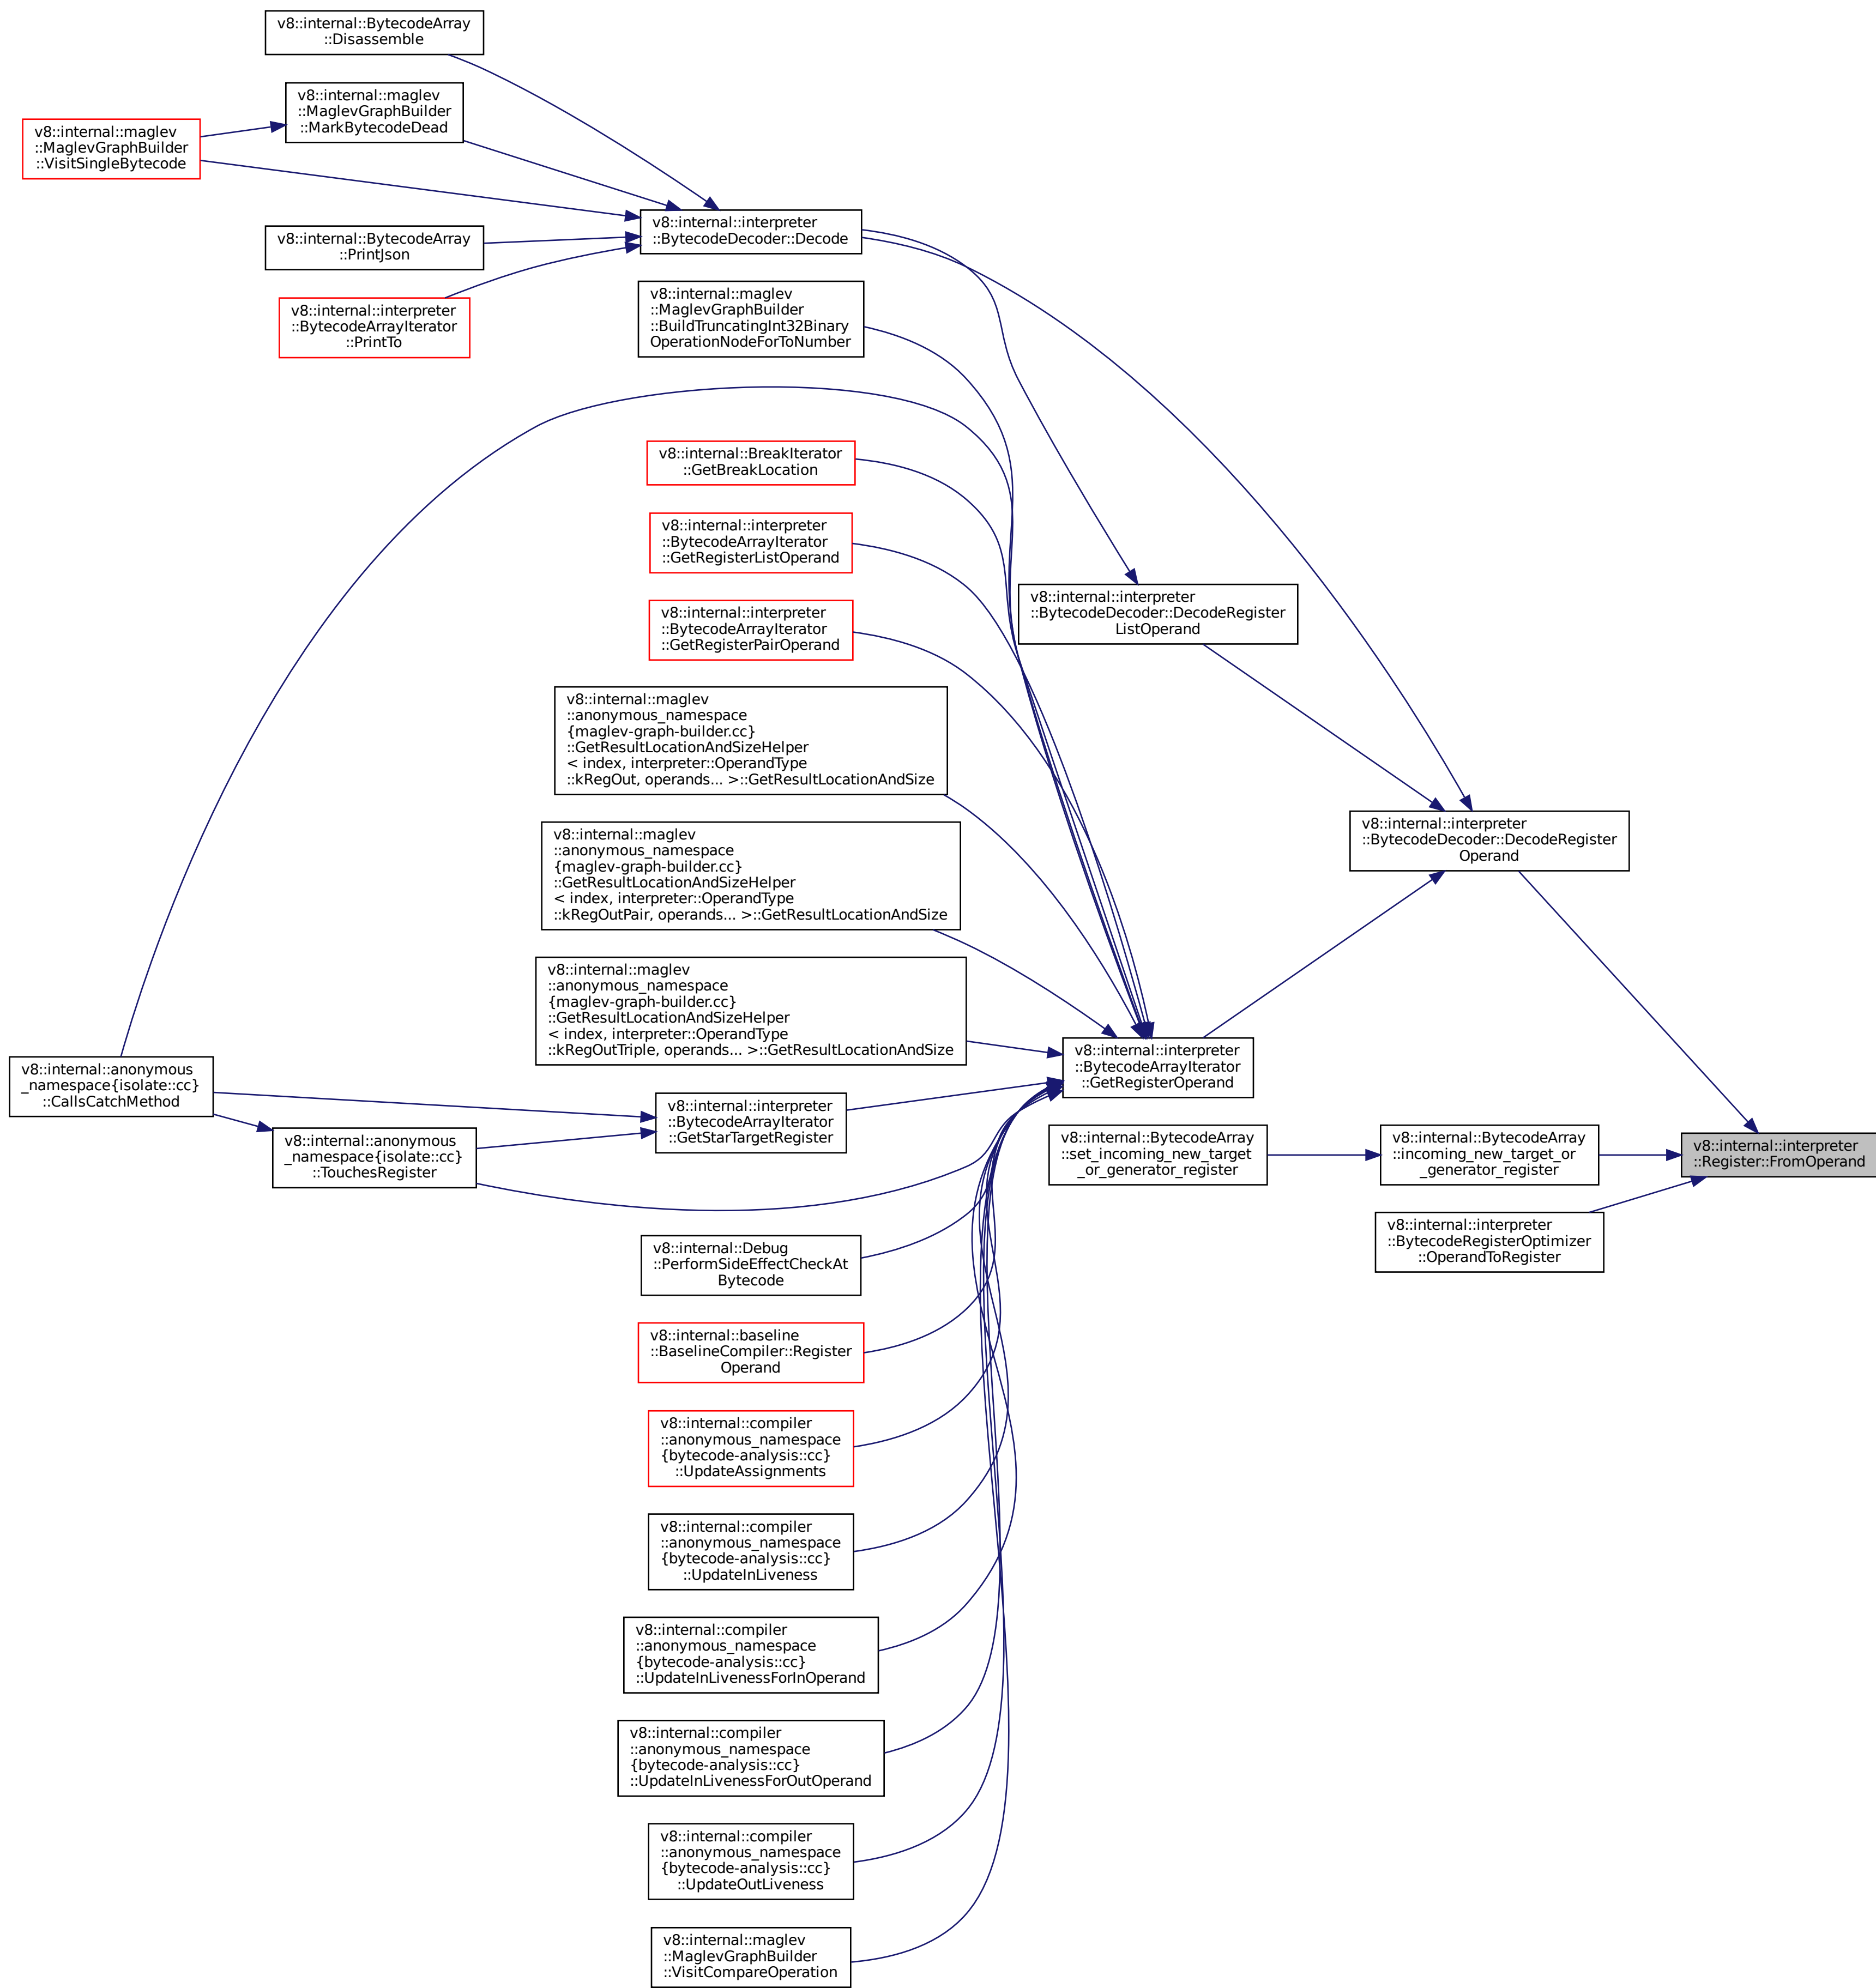 v8::internal::BytecodeArray
::Disassemble
v8::internal::maglev
::MaglevGraphBuilder
::MarkBytecodeDead
v8::internal::maglev
::MaglevGraphBuilder
::VisitSingleBytecode
v8::internal::interpreter
::BytecodeDecoder::Decode
v8::internal::BytecodeArray
::PrintJson
v8::internal::interpreter
::BytecodeArrayIterator
::PrintTo
v8::internal::maglev
::MaglevGraphBuilder
::BuildTruncatingInt32Binary
OperationNodeForToNumber
v8::internal::BreakIterator
::GetBreakLocation
v8::internal::interpreter
::BytecodeArrayIterator
::GetRegisterListOperand
v8::internal::interpreter
::BytecodeDecoder::DecodeRegister
ListOperand
v8::internal::interpreter
::BytecodeArrayIterator
::GetRegisterPairOperand
v8::internal::maglev
::anonymous_namespace
{maglev-graph-builder.cc}
::GetResultLocationAndSizeHelper
< index, interpreter::OperandType
::kRegOut, operands... >::GetResultLocationAndSize
v8::internal::interpreter
::BytecodeDecoder::DecodeRegister
Operand
v8::internal::maglev
::anonymous_namespace
{maglev-graph-builder.cc}
::GetResultLocationAndSizeHelper
< index, interpreter::OperandType
::kRegOutPair, operands... >::GetResultLocationAndSize
v8::internal::maglev
::anonymous_namespace
{maglev-graph-builder.cc}
::GetResultLocationAndSizeHelper
< index, interpreter::OperandType
::kRegOutTriple, operands... >::GetResultLocationAndSize
v8::internal::interpreter
::BytecodeArrayIterator
::GetRegisterOperand
v8::internal::anonymous
_namespace{isolate::cc}
::CallsCatchMethod
v8::internal::interpreter
::BytecodeArrayIterator
::GetStarTargetRegister
v8::internal::anonymous
_namespace{isolate::cc}
::TouchesRegister
v8::internal::BytecodeArray
::set_incoming_new_target
_or_generator_register
v8::internal::BytecodeArray
::incoming_new_target_or
_generator_register
v8::internal::interpreter
::Register::FromOperand
v8::internal::interpreter
::BytecodeRegisterOptimizer
::OperandToRegister
v8::internal::Debug
::PerformSideEffectCheckAt
Bytecode
v8::internal::baseline
::BaselineCompiler::Register
Operand
v8::internal::compiler
::anonymous_namespace
{bytecode-analysis::cc}
::UpdateAssignments
v8::internal::compiler
::anonymous_namespace
{bytecode-analysis::cc}
::UpdateInLiveness
v8::internal::compiler
::anonymous_namespace
{bytecode-analysis::cc}
::UpdateInLivenessForInOperand
v8::internal::compiler
::anonymous_namespace
{bytecode-analysis::cc}
::UpdateInLivenessForOutOperand
v8::internal::compiler
::anonymous_namespace
{bytecode-analysis::cc}
::UpdateOutLiveness
v8::internal::maglev
::MaglevGraphBuilder
::VisitCompareOperation